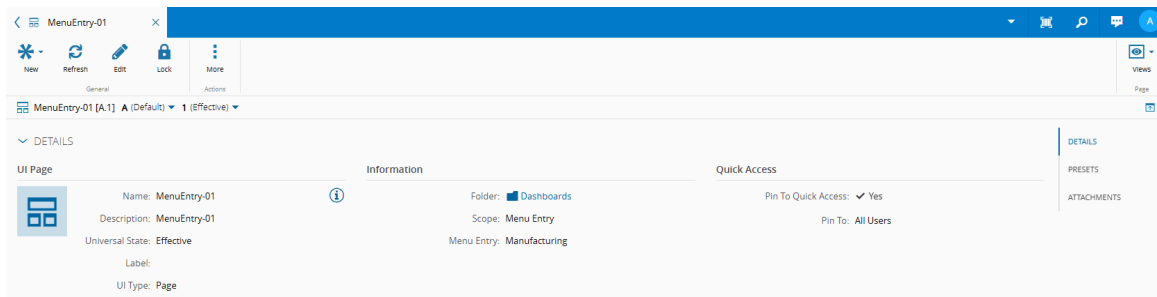 MenuEntry-01
A
New
Refresh
Edit
Lock
More
Views
General
Actions
Page
MenuEntry-01 [A.1] A (Default) 1 (Effective)
DETAILS
UI Page
Name: MenuEntry-01
Description: MenuEntry-01
Universal State: Effective
Label:
UI Type: Page
Information
Folder: Dashboards
Scope: Menu Entry
Menu Entry: Manufacturing
Quick Access
Pin To Quick Access: Yes
Pin To: All Users
DETAILS
PRESETS
ATTACHMENTS